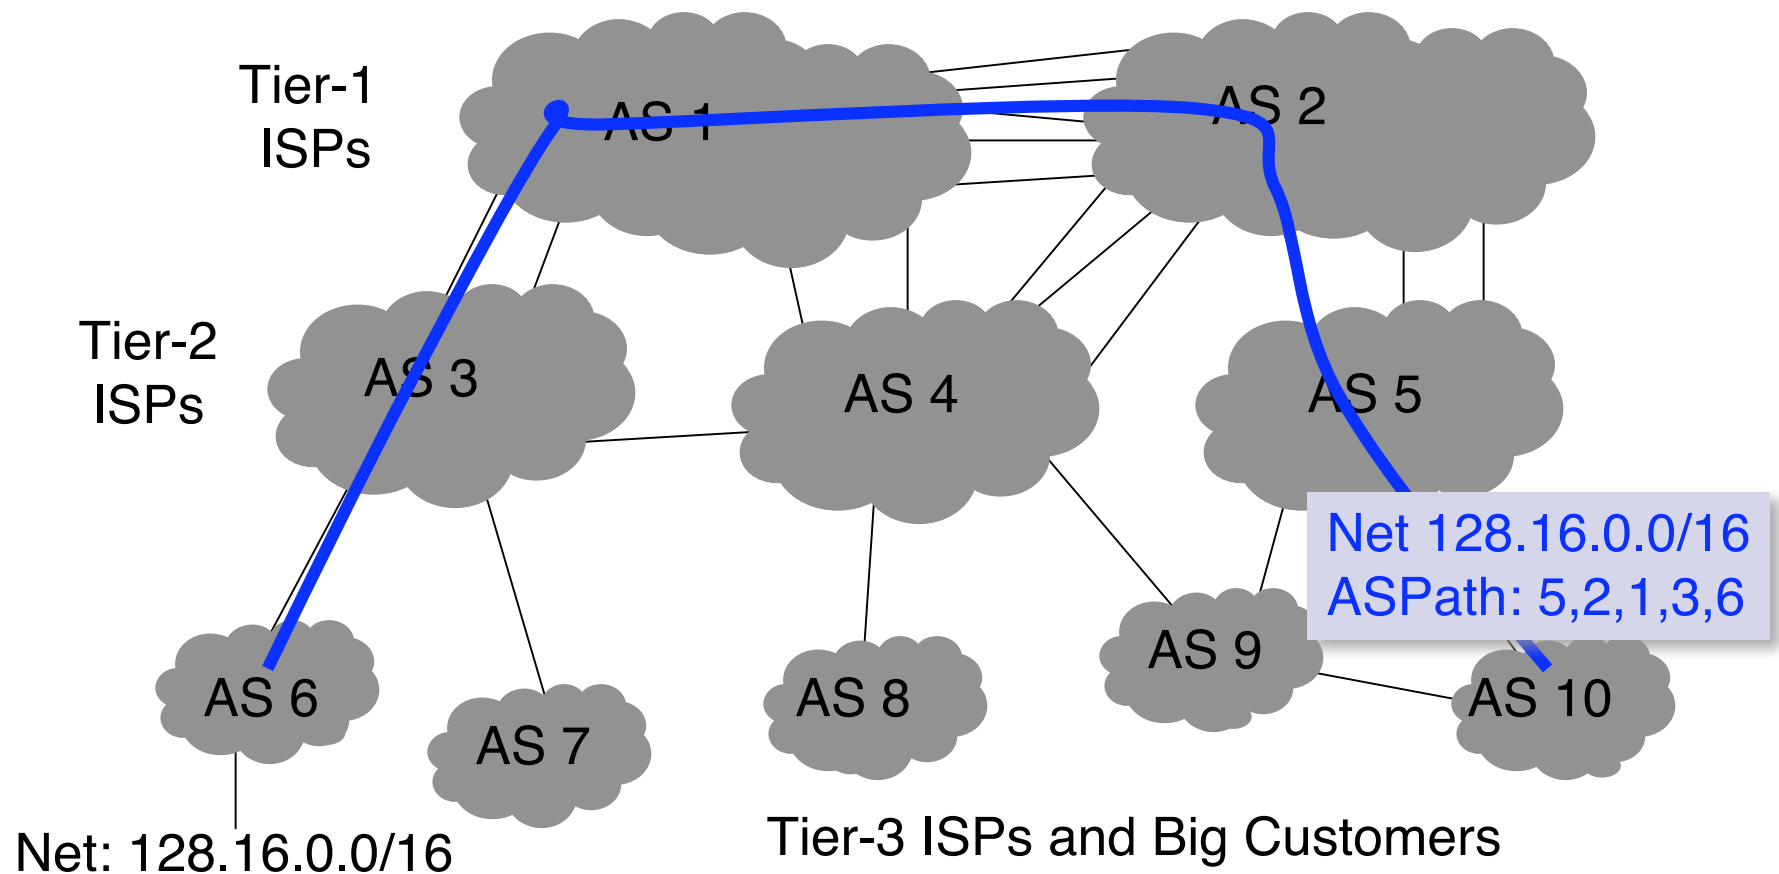 Tier-1
ISPs
AS 1
AS 2
Tier-2
ISPs
AS 3
AS 4
AS 5
Net 128.16.0.0/16
ASPath: 5,2,1,3,6
AS 6
AS 7
AS 8
AS 9
AS 10
Net: 128.16.0.0/16
Tier-3 ISPs and Big Customers